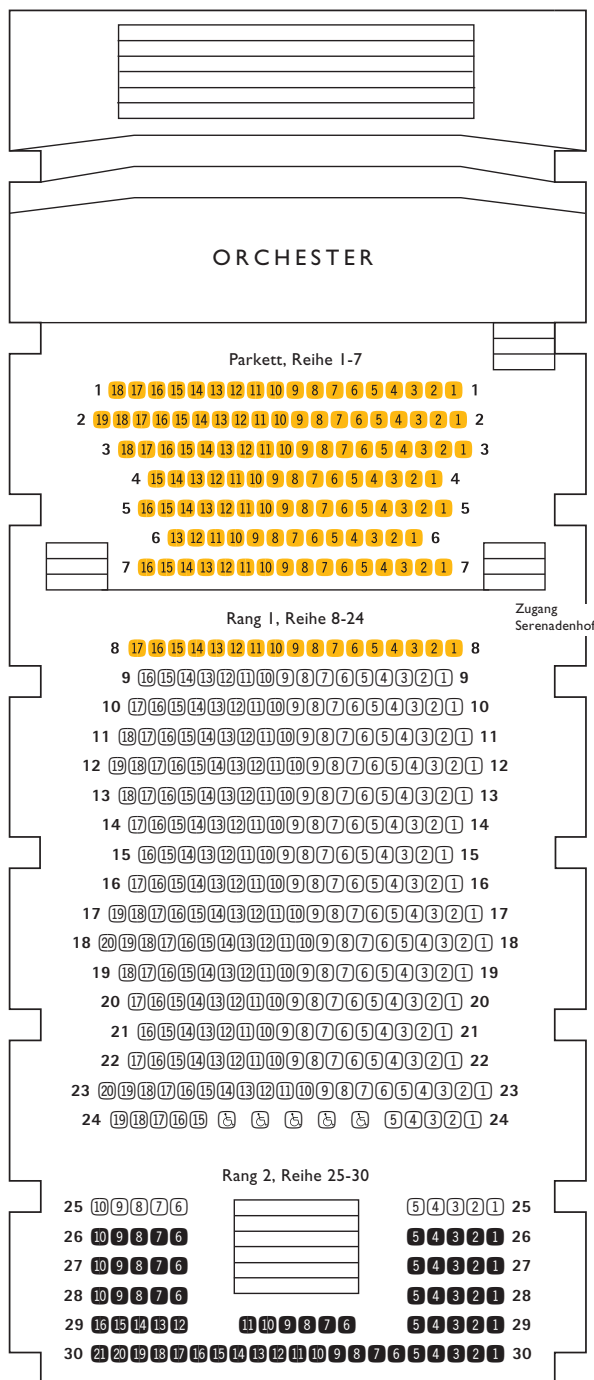 ORCHESTER
Parkett, Reihe 1-7
1 18 17 16 15 14 13 12 11 10 9 8 7 6 5 4 3 2 1 1
2 19 18 17 16 15 14 13 12 11 10 9 8 7 6 5 4 3 2 1 2
3 18 17 16 15 14 13 12 11 10 9 8 7 6 5 4 3 2 1 3
4 15 14 13 12 11 10 9 8 7 6 5 4 3 2 1 4
5 16 15 14 13 12 11 10 9 8 7 6 5 4 3 2 1 5
6 13 12 11 10 9 8 7 6 5 4 3 2 1 6
7 16 15 14 13 12 11 10 9 8 7 6 5 4 3 2 1 7
Zugang
Serenadenhof
Rang 1, Reihe 8-24
8 17 16 15 14 13 12 11 10 9 8 7 6 5 4 3 2 1 8
9 16 15 14 13 12 11 10 9 8 7 6 5 4 3 2 1 9
10 17 16 15 14 13 12 11 10 9 8 7 6 5 4 3 2 1 10
11 18 17 16 15 14 13 12 11 10 9 8 7 6 5 4 3 2 1 11
12 19 18 17 16 15 14 13 12 11 10 9 8 7 6 5 4 3 2 1 12
13 18 17 16 15 14 13 12 11 10 9 8 7 6 5 4 3 2 1 13
14 17 16 15 14 13 12 11 10 9 8 7 6 5 4 3 2 1 14
15 16 15 14 13 12 11 10 9 8 7 6 5 4 3 2 1 15
16 17 16 15 14 13 12 11 10 9 8 7 6 5 4 3 2 1 16
17 19 18 17 16 15 14 13 12 11 10 9 8 7 6 5 4 3 2 1 17
18 20 19 18 17 16 15 14 13 12 11 10 9 8 7 6 5 4 3 2 1 18
19 18 17 16 15 14 13 12 11 10 9 8 7 6 5 4 3 2 1 19
20 17 16 15 14 13 12 11 10 9 8 7 6 5 4 3 2 1 20
21 16 15 14 13 12 11 10 9 8 7 6 5 4 3 2 1 21
22 17 16 15 14 13 12 11 10 9 8 7 6 5 4 3 2 1 22
23 20 19 18 17 16 15 14 13 12 11 10 9 8 7 6 5 4 3 2 1 23
24 19 18 17 16 15 5 4 3 2 1 24
Rang 2, Reihe 25-30
25 10 9 8 7 6 5 4 3 2 1 25
26 10 9 8 7 6 5 4 3 2 1 26
27 10 9 8 7 6 5 4 3 2 1 27
28 10 9 8 7 6 5 4 3 2 1 28
29 16 15 14 13 12 11 10 9 8 7 6 5 4 3 2 1 29
30 21 20 19 18 17 16 15 14 13 12 11 10 9 8 7 6 5 4 3 2 1 30